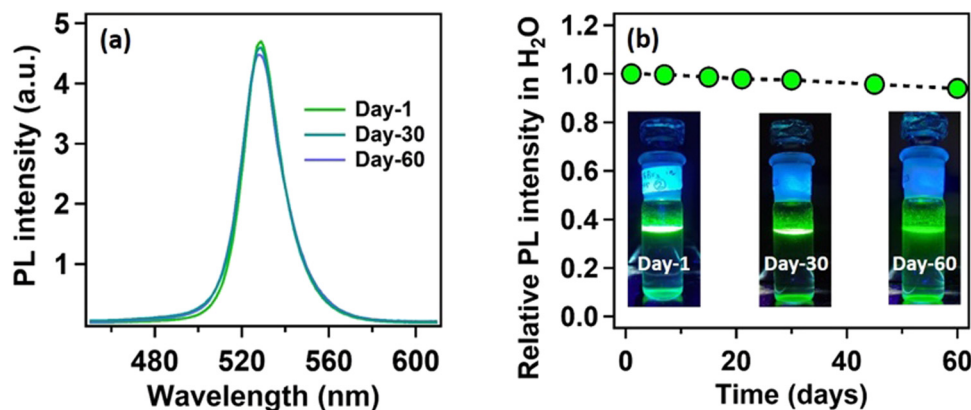 (a)
PL intensity (a.u.)
5
4
3
2
1
Day-1
Day-30
Day-60
480
520
560
600
Wavelength (nm)
(b)
Relative PL intensity in H₂O
1.2
1.0
0.8
0.6
0.4
0.2
0.0
Day-1
Day-30
Day-60
0
20
40
60
Time (days)